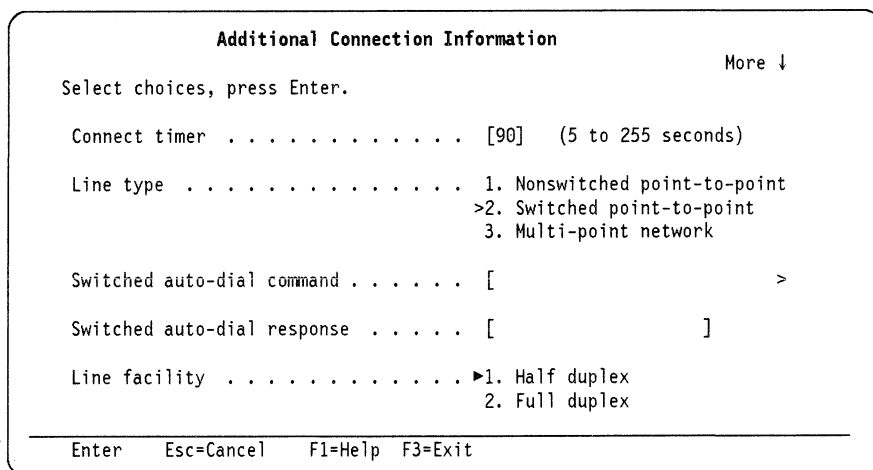 Additional Connection Information
More ↓
Select choices, press Enter.
Connect timer . . . . . . . . . . . . [90] (5 to 255 seconds)
Line type . . . . . . . . . . . . . . 1. Nonswitched point-to-point
>2. Switched point-to-point
3. Multi-point network
Switched auto-dial command . . . . . . [ >
Switched auto-dial response . . . . . [ ]
Line facility . . . . . . . . . . . . ►1. Half duplex
2. Full duplex
Enter Esc=Cancel F1=Help F3=Exit